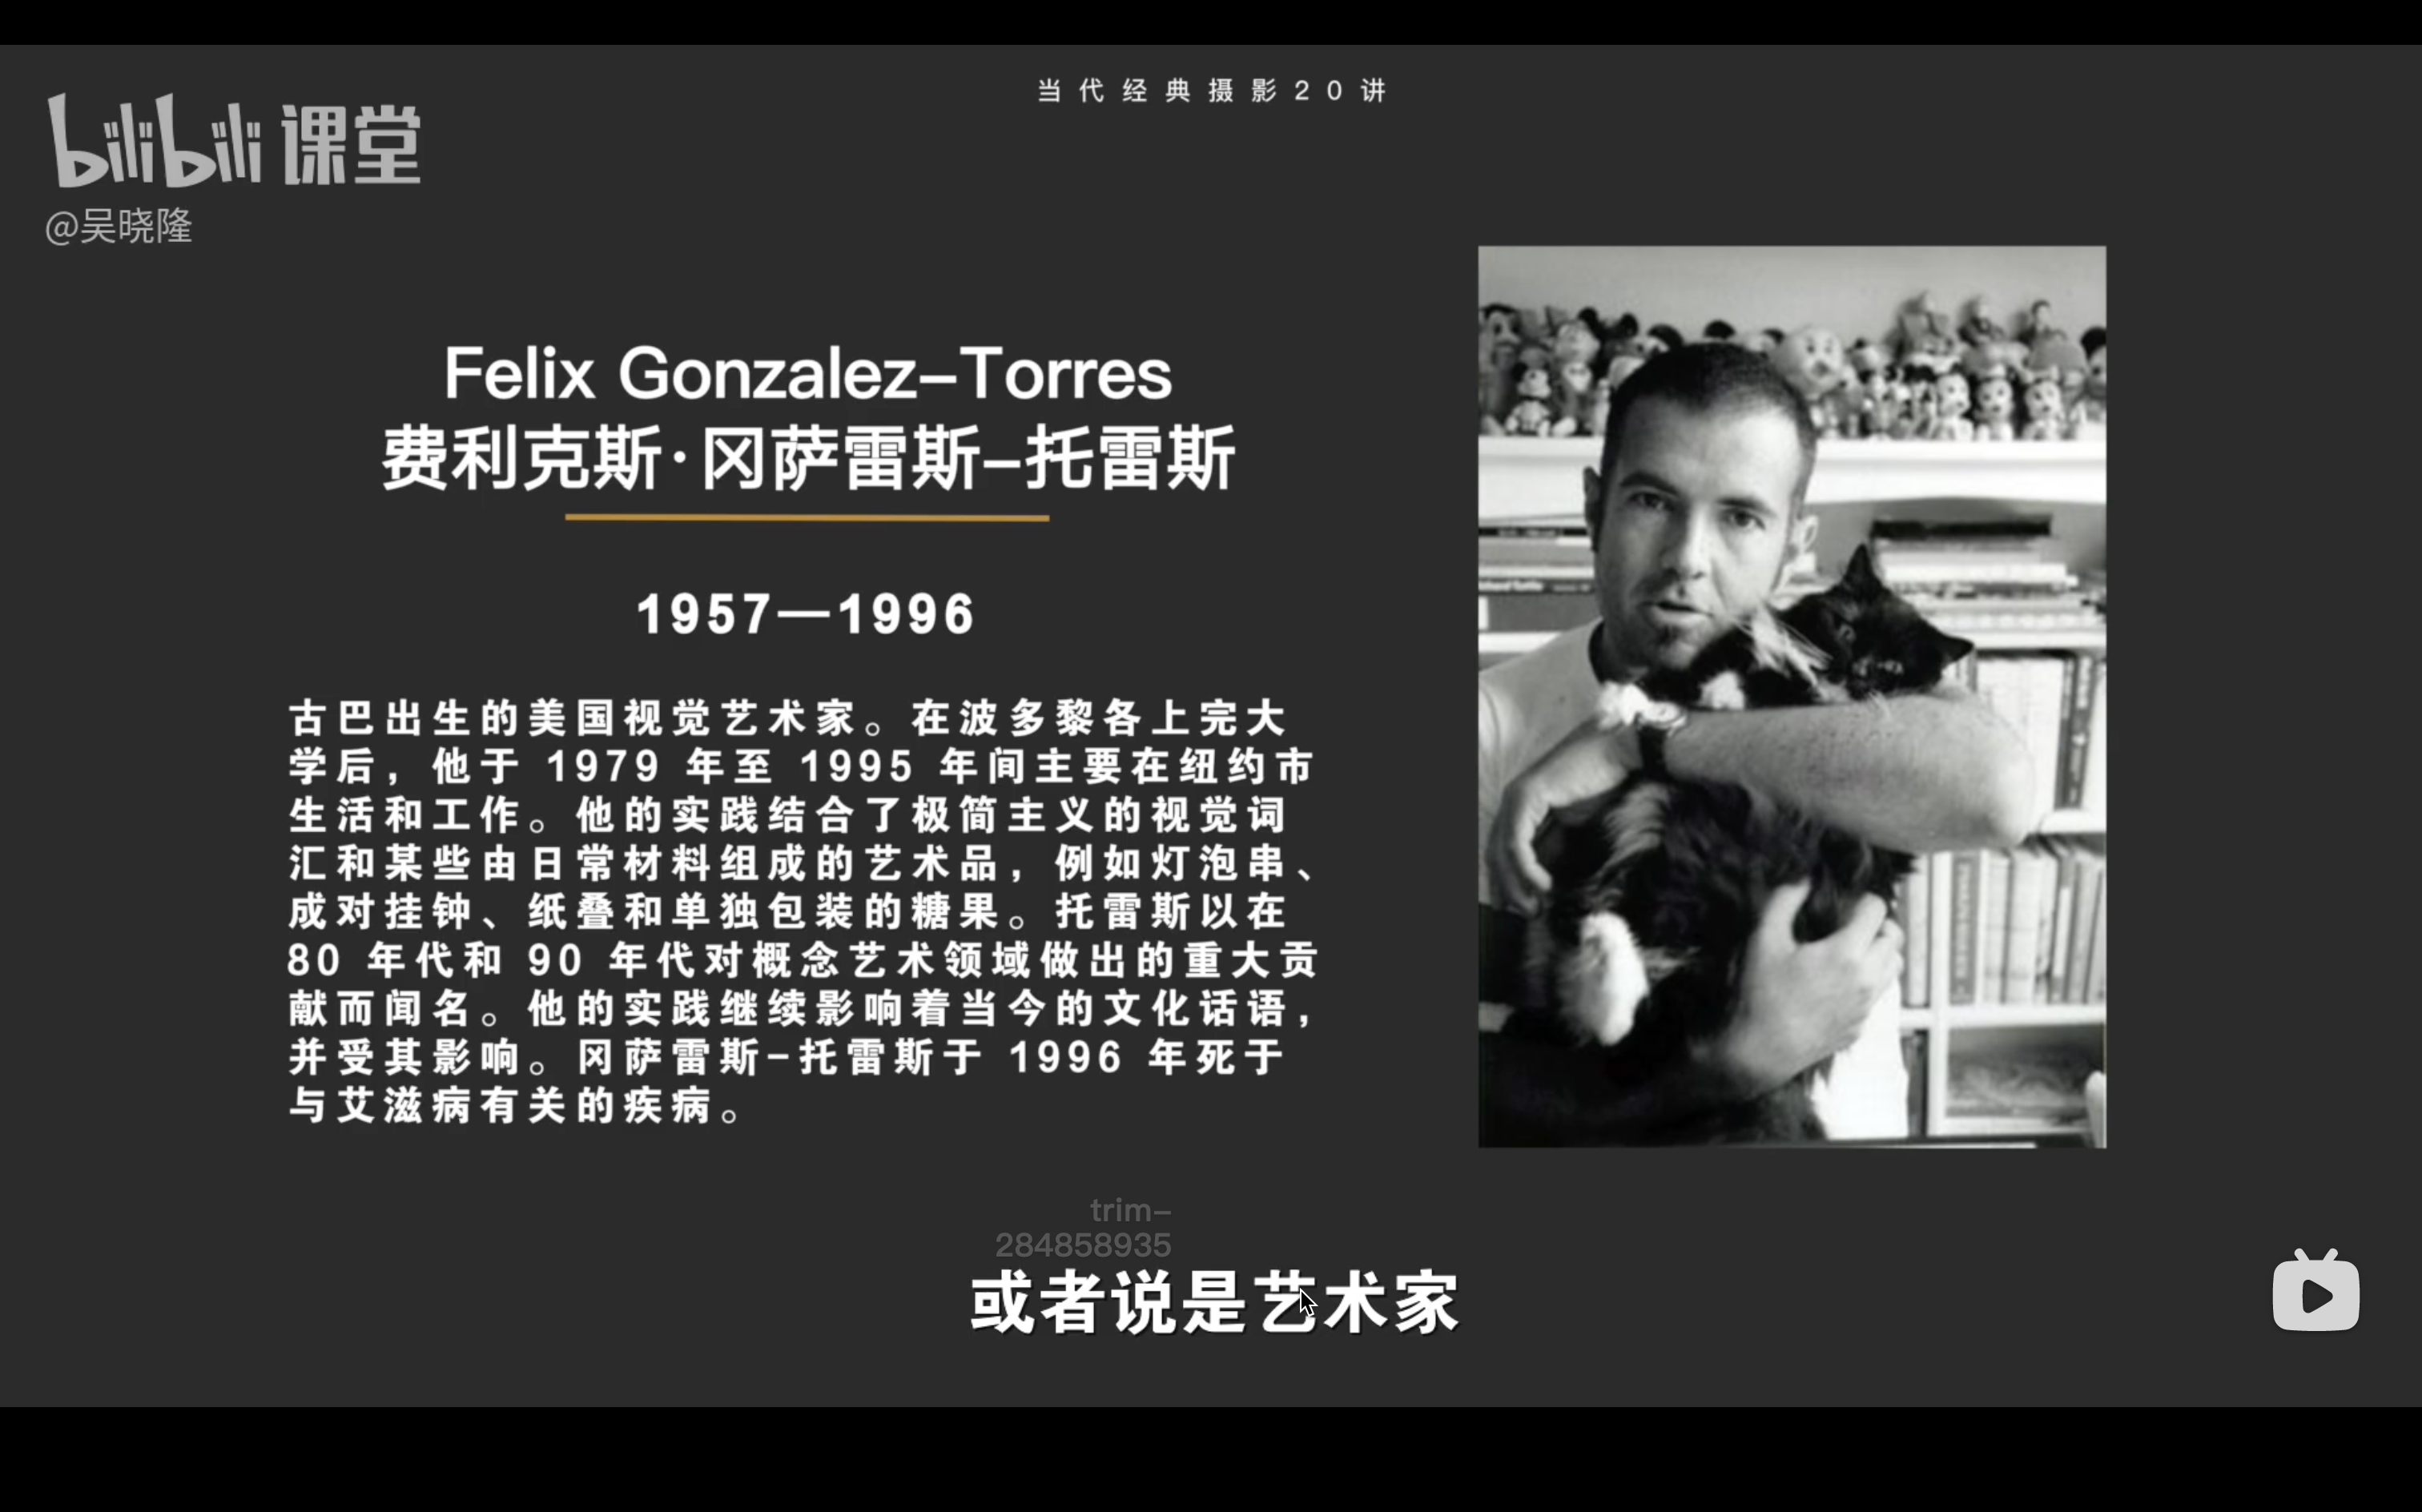 当代经典摄影20讲
bilibili 课堂
@吴晓隆
Felix Gonzalez–Torres
费利克斯·冈萨雷斯–托雷斯
1957—1996
古巴出生的美国视觉艺术家。在波多黎各上完大
学后，他于 1979 年至 1995 年间主要在纽约市
生活和工作。他的实践结合了极简主义的视觉词
汇和某些由日常材料组成的艺术品，例如灯泡串、
成对挂钟、纸叠和单独包装的糖果。托雷斯以在
80 年代和 90 年代对概念艺术领域做出的重大贡
献而闻名。他的实践继续影响着当今的文化话语，
并受其影响。冈萨雷斯–托雷斯于 1996 年死于
与艾滋病有关的疾病。
trim–
284858935
或者说是艺术家